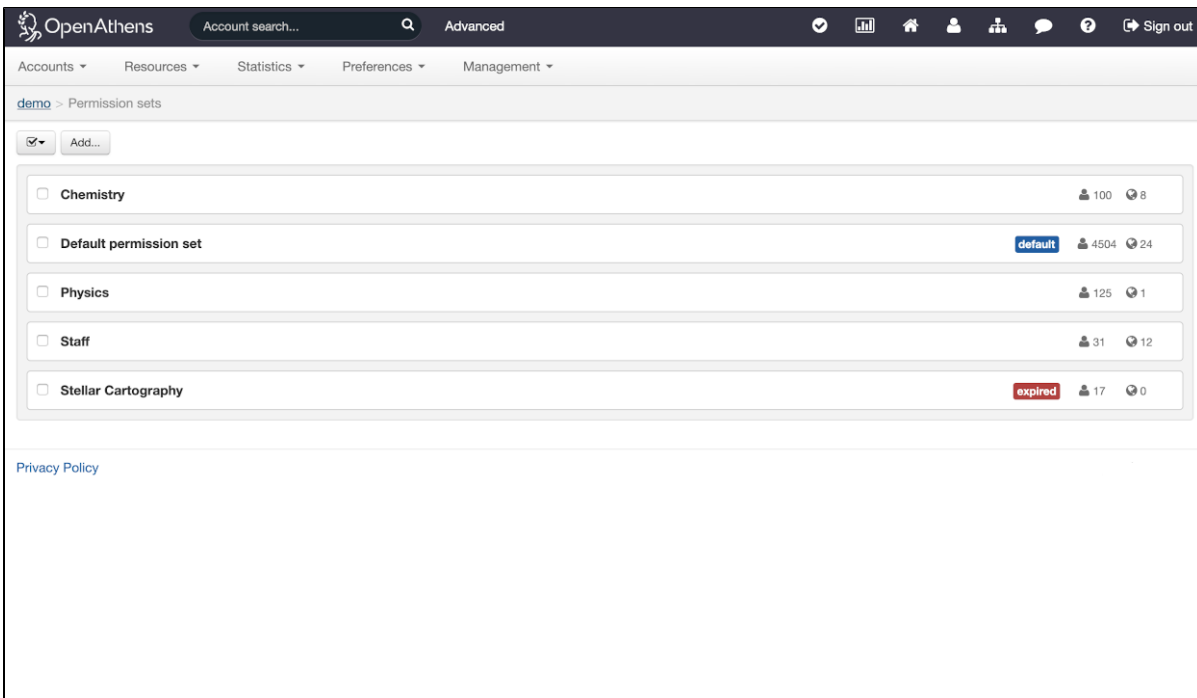 OpenAthens Account search... Advanced Sign out
Accounts Resources Statistics Preferences Management
demo > Permission sets
Add...
Chemistry 100 8
Default permission set default 4504 24
Physics 125 1
Staff 31 12
Stellar Cartography expired 17 0
Privacy Policy